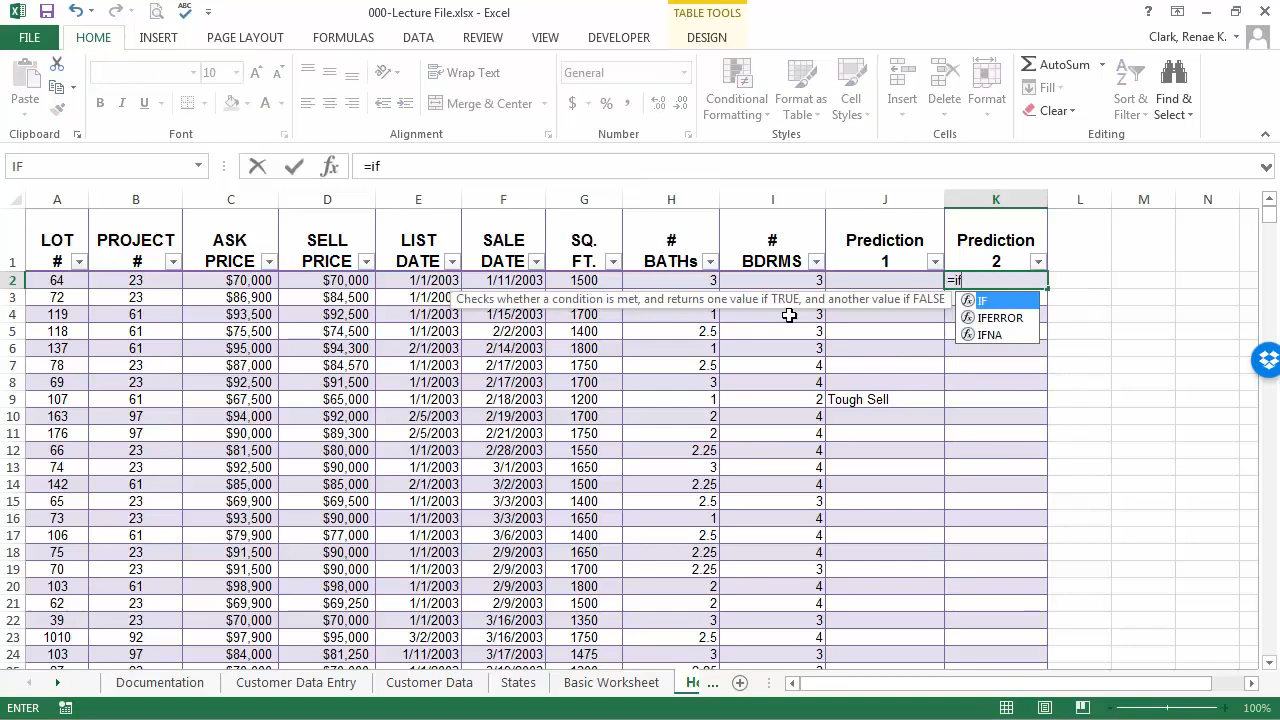 000-Lecture File.xlsx - Excel
TABLE TOOLS
FILE
HOME
INSERT
PAGE LAYOUT
FORMULAS
DATA
REVIEW
VIEW
DEVELOPER
DESIGN
Clark, Renae K.
Paste
10
Wrap Text
Merge & Center
General
Conditional Formatting
Format as Table
Cell Styles
Insert
Delete
Format
AutoSum
Fill
Clear
Sort & Filter
Find & Select
Clipboard
Font
Alignment
Number
Styles
Cells
Editing
IF
=if
A B C D E F G H I J K L M N
1 LOT # PROJECT # ASK PRICE SELL PRICE LIST DATE SALE DATE SQ. FT. # BATHs # BDRMS Prediction 1 Prediction 2
2 64 23 $70,000 $70,000 1/1/2003 1/11/2003 1500 3 3 =if
3 72 23 $86,900 $84,500
Checks whether a condition is met, and returns one value if TRUE, and another value if FALSE
IF
IFERROR
IFNA
4 119 61 $93,500 $92,500 1/1/2003 1/15/2003 1700 1 3
5 118 61 $75,500 $74,500 1/1/2003 2/2/2003 1400 2.5 3
6 137 61 $95,000 $94,300 2/1/2003 2/14/2003 1800 1 3
7 78 23 $87,000 $84,570 1/1/2003 2/17/2003 1750 2.5 4
8 69 23 $92,500 $91,500 1/1/2003 2/17/2003 1700 3 4
9 107 61 $67,500 $65,000 1/1/2003 2/18/2003 1200 1 2 Tough Sell
10 163 97 $94,000 $92,000 2/5/2003 2/19/2003 1700 2 4
11 176 97 $90,000 $89,300 2/5/2003 2/21/2003 1750 2 4
12 66 23 $81,500 $80,000 1/1/2003 2/28/2003 1550 2.25 4
13 74 23 $92,500 $90,000 1/1/2003 3/1/2003 1650 3 4
14 142 61 $85,000 $85,000 2/1/2003 3/2/2003 1500 2.25 4
15 65 23 $69,900 $69,500 1/1/2003 3/3/2003 1400 2.5 3
16 73 23 $93,500 $90,000 1/1/2003 3/3/2003 1650 1 4
17 106 61 $79,900 $77,000 1/1/2003 3/6/2003 1400 2.5 4
18 75 23 $91,500 $90,000 1/1/2003 2/9/2003 1650 2.25 4
19 70 23 $91,500 $90,000 1/1/2003 2/9/2003 1700 2.25 3
20 103 61 $98,900 $98,000 1/1/2003 2/9/2003 1800 2 4
21 62 23 $69,900 $69,250 1/1/2003 2/9/2003 1500 2 4
22 39 23 $70,000 $70,000 1/1/2003 3/16/2003 1350 3 3
23 1010 92 $97,900 $95,000 3/2/2003 3/16/2003 1750 2.5 4
24 103 97 $84,000 $81,250 1/11/2003 3/17/2003 1475 3 3
Documentation
Customer Data Entry
Customer Data
States
Basic Worksheet
Ho ...
ENTER
100%